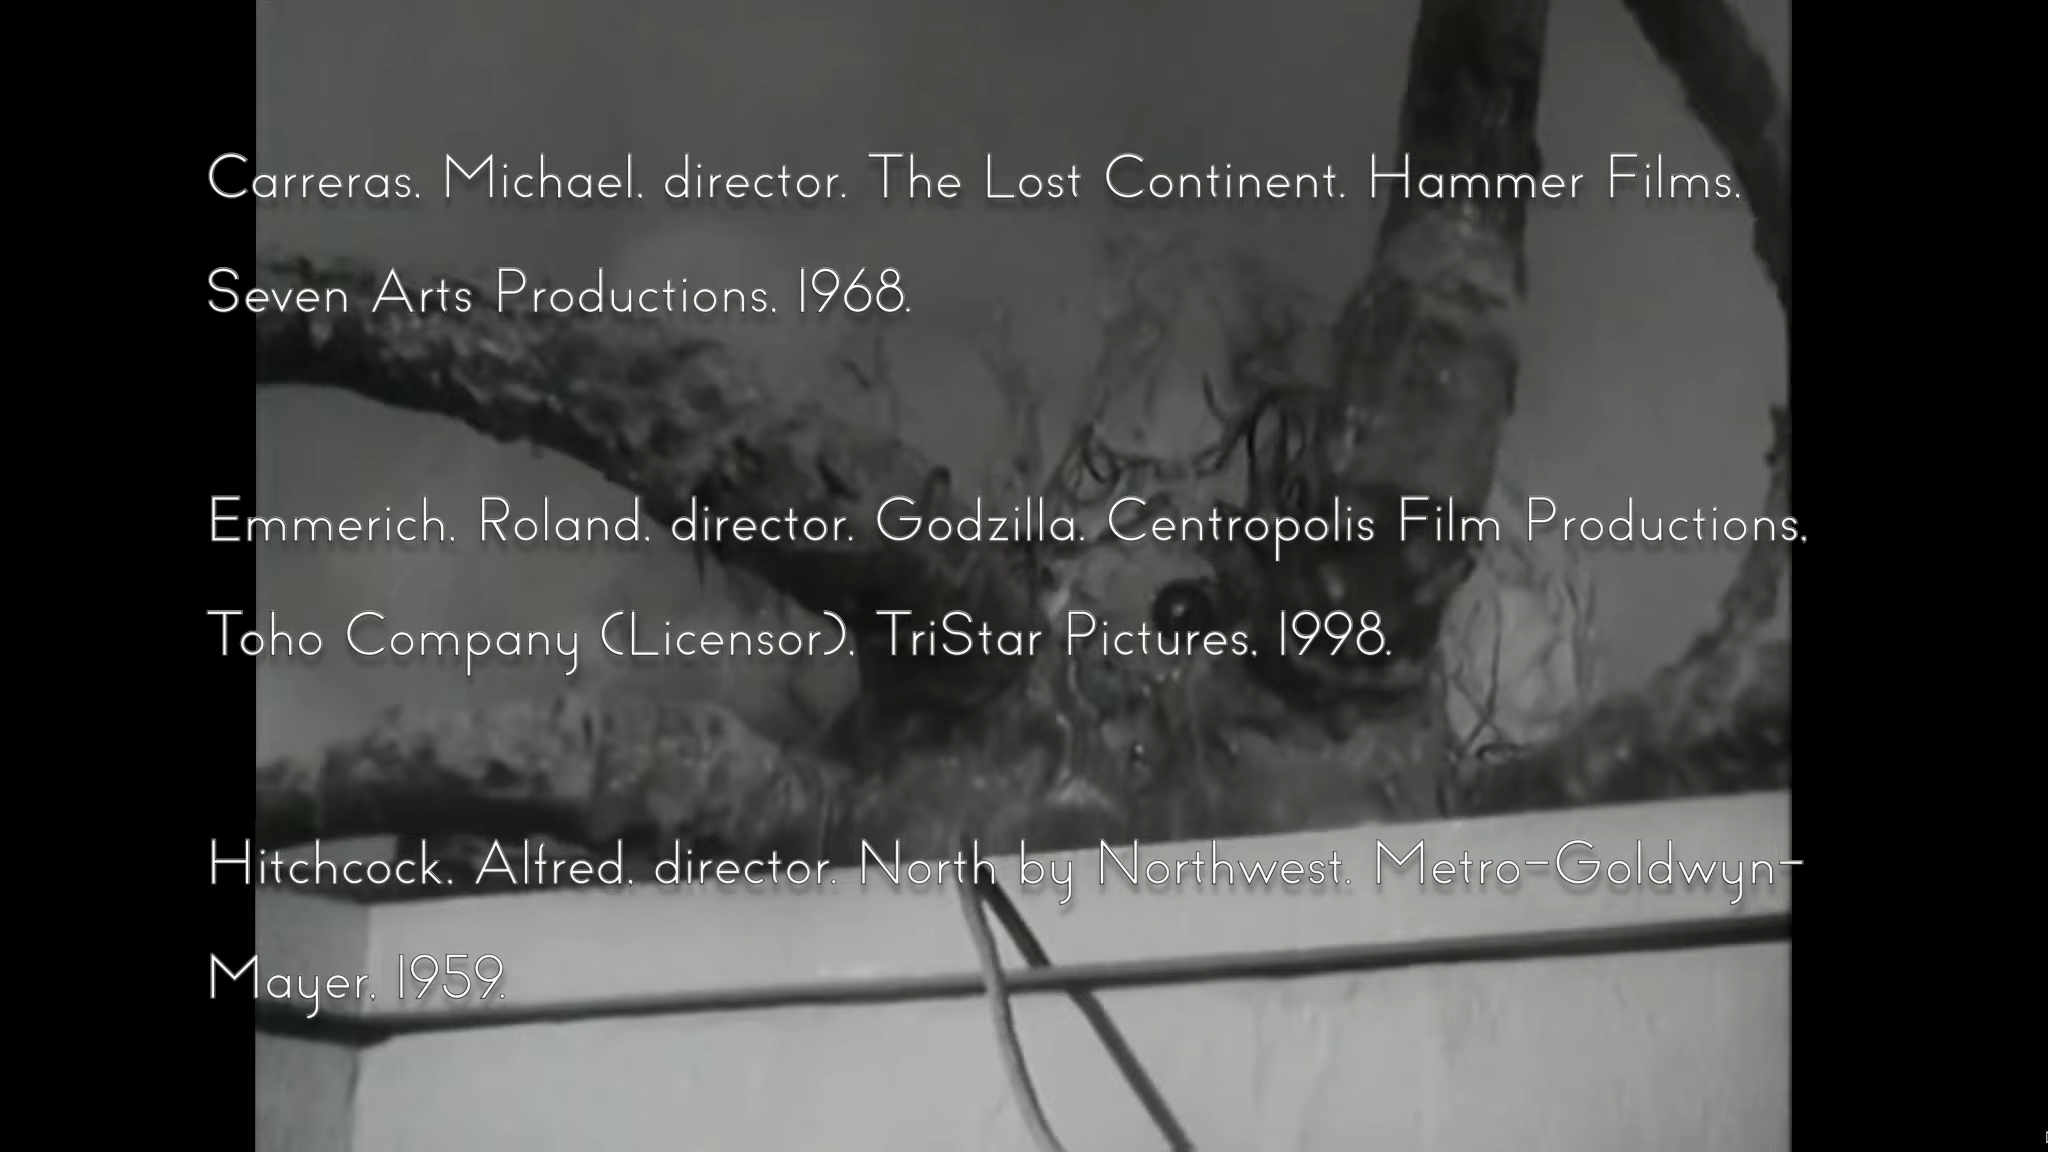 Carreras, Michael, director. The Lost Continent. Hammer Films,
Seven Arts Productions, 1968.
Emmerich, Roland, director. Godzilla. Centropolis Film Productions,
Toho Company (Licensor), TriStar Pictures, 1998.
Hitchcock, Alfred, director. North by Northwest. Metro-Goldwyn-
Mayer, 1959.